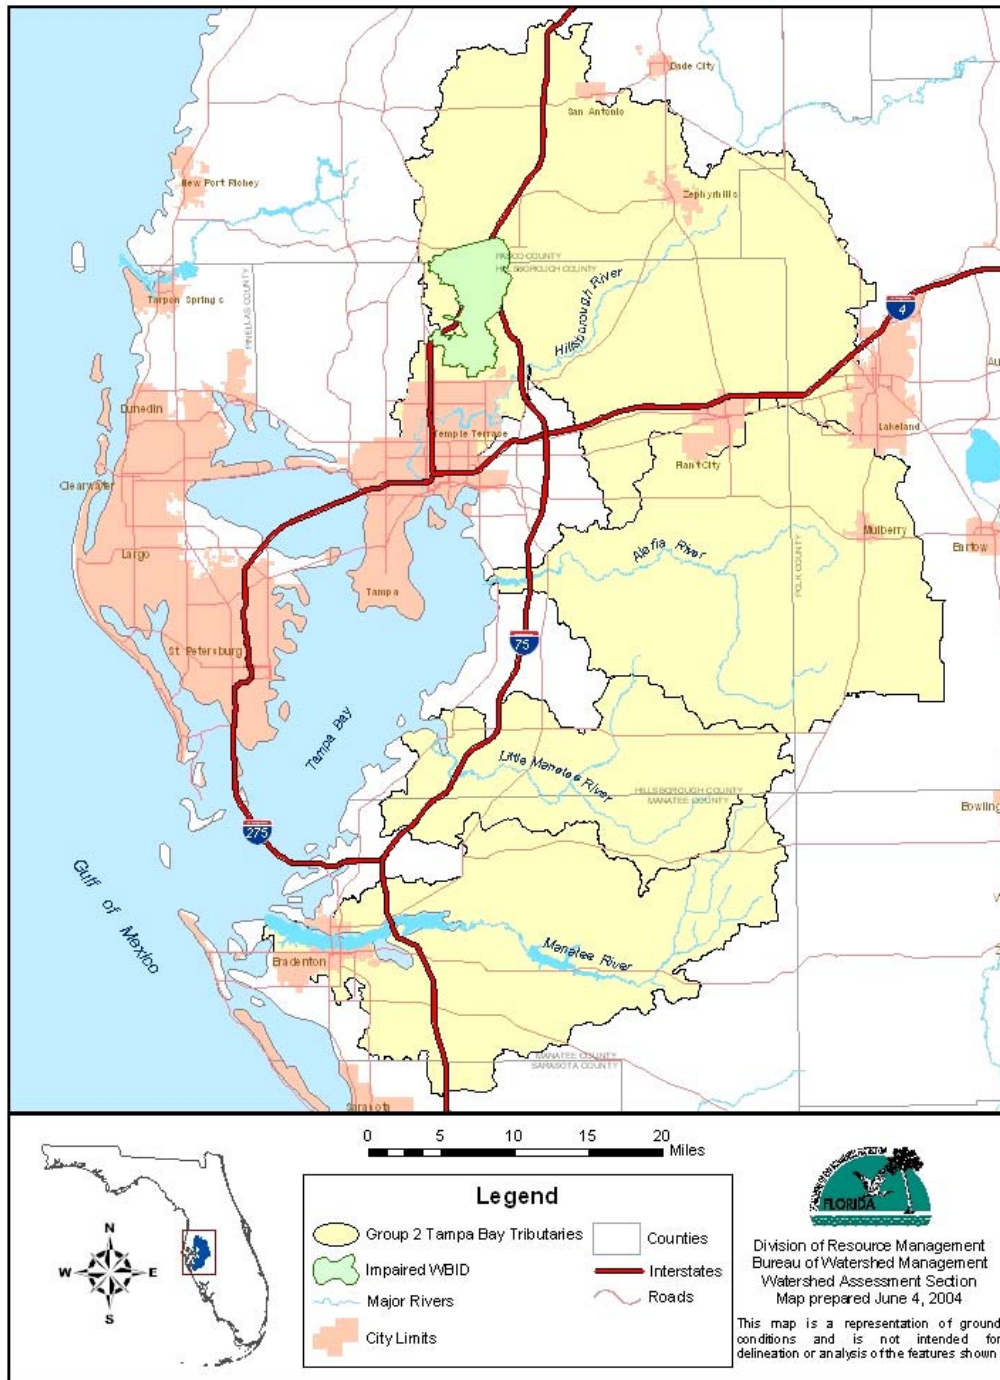 Dade City
San Antonio
New Port Richey
Zephyrhills
PASCO COUNTY
HILLSBOROUGH COUNTY
Hillsborough River
Tarpon Springs
PINELLAS COUNTY
4
Dunedin
Temple Terrace
Lakeland
Plant City
Clearwater
Mulberry
Bartow
Largo
Alafia River
POLK COUNTY
Tampa
75
St Petersburg
Tampa Bay
Little Manatee River
HILLSBOROUGH COUNTY
MANATEE COUNTY
Bowling
275
Gulf of Mexico
Manatee River
Bradenton
MANATEE COUNTY
SARASOTA COUNTY
Sarasota
0 5 10 15 20
Miles
N
W E
S
Legend
Group 2 Tampa Bay Tributaries
Impaired WBID
Major Rivers
City Limits
Counties
Interstates
Roads
FLORIDA
Division of Resource Management
Bureau of Watershed Management
Watershed Assessment Section
Map prepared June 4, 2004
This map is a representation of ground
conditions and is not intended for
delineation or analysis of the features shown